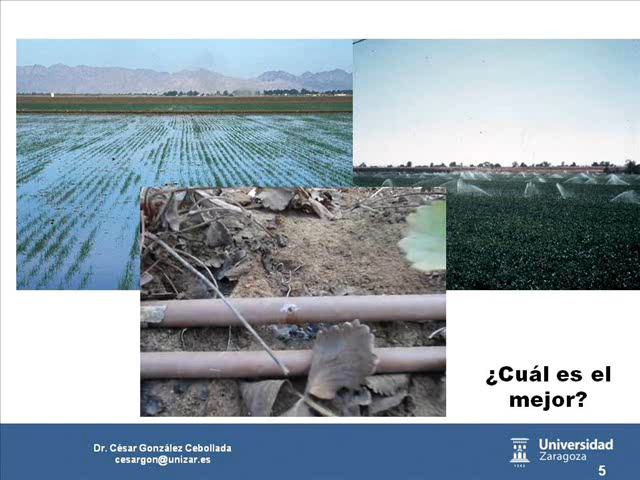 ¿Cuál es el
mejor?
Dr. César González Cebollada
cesargon@unizar.es
Universidad
Zaragoza
5